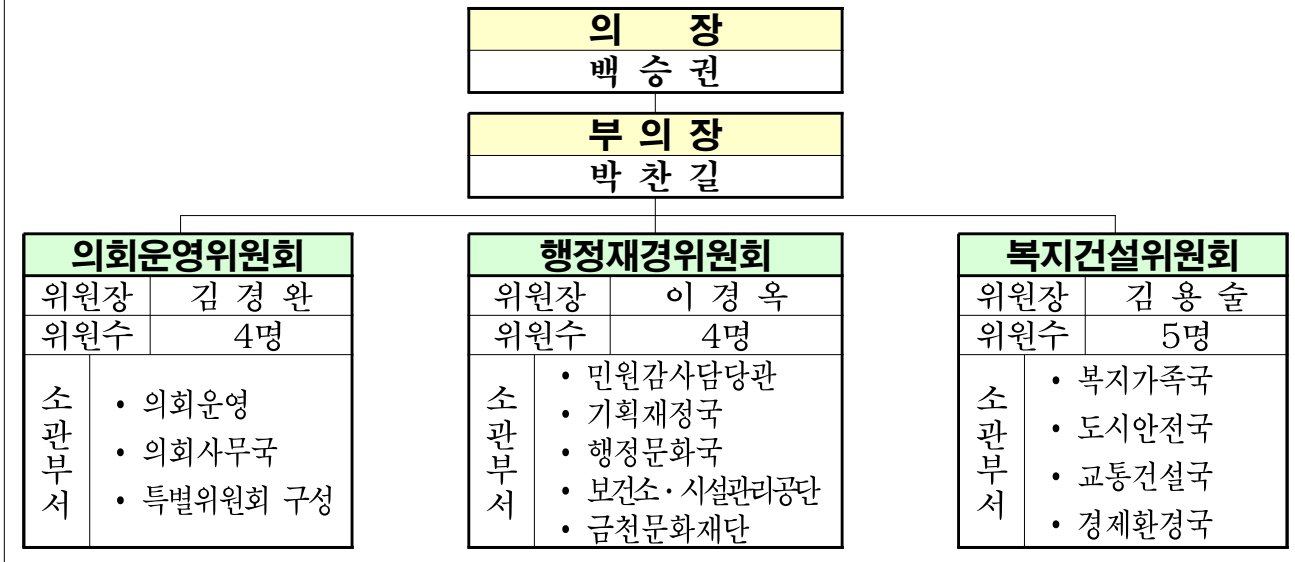 의 장
백 승 권
부 의 장
박 찬 길
의회운영위원회
위원장 김 경 완
위원수 4명
소관부서
• 의회운영
• 의회사무국
• 특별위원회 구성
행정재경위원회
위원장 이 경 옥
위원수 4명
소관부서
• 민원감사담당관
• 기획재정국
• 행정문화국
• 보건소·시설관리공단
• 금천문화재단
복지건설위원회
위원장 김 용 술
위원수 5명
소관부서
• 복지가족국
• 도시안전국
• 교통건설국
• 경제환경국